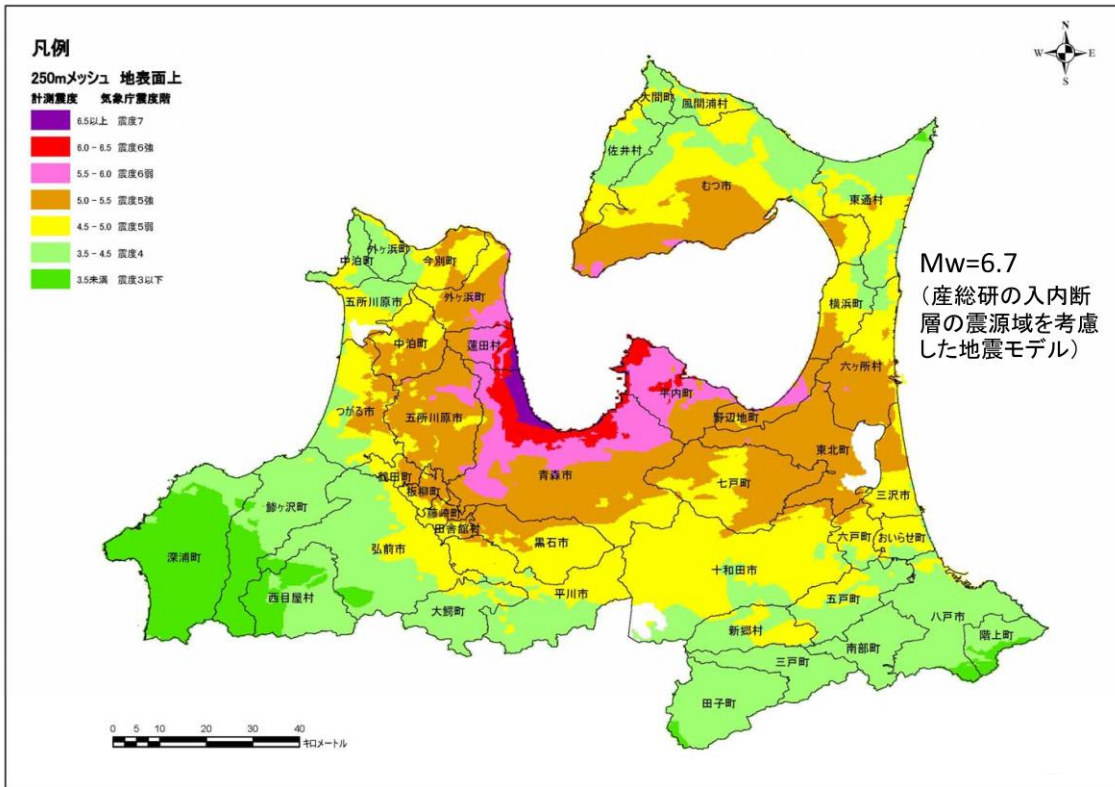 凡例
250mメッシュ 地表面上
計測震度 気象庁震度階
6.5以上 震度7
6.0 - 6.5 震度6強
5.5 - 6.0 震度6弱
5.0 - 5.5 震度5強
4.5 - 5.0 震度5弱
3.5 - 4.5 震度4
3.5未満 震度3以下
N
W E
S
大間町
風間浦村
佐井村
むつ市
東通村
外ヶ浜町
中泊町
今別町
五所川原市
外ヶ浜町
中泊町
蓬田村
横浜町
Mw=6.7
（産総研の入内断
層の震源域を考慮
した地震モデル）
六ヶ所村
平内町
野辺地町
つがる市
五所川原市
東北町
青森市
七戸町
鶴田町
板柳町
三沢市
藤崎町
田舎館村
鰺ヶ沢町
黒石市
六戸町
おいらせ町
深浦町
弘前市
十和田市
西目屋村
平川市
五戸町
大鰐町
八戸市
新郷村
階上町
南部町
三戸町
田子町
0 5 10 20 30 40
キロメートル